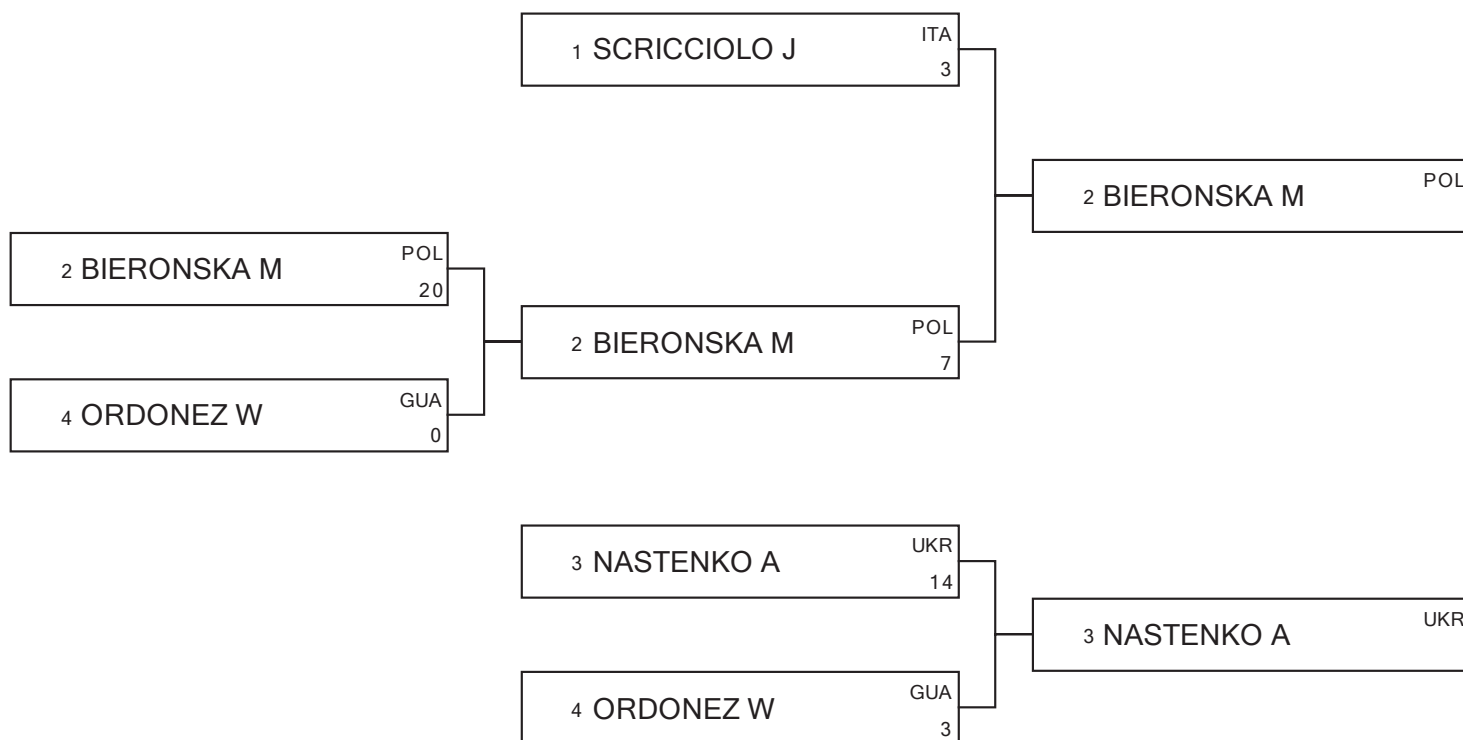 1 SCRICCIOLO J ITA
3
2 BIERONSKA M POL
2 BIERONSKA M POL
20
2 BIERONSKA M POL
7
4 ORDONEZ W GUA
0
3 NASTENKO A UKR
14
3 NASTENKO A UKR
4 ORDONEZ W GUA
3